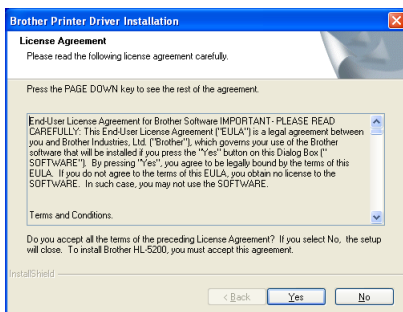 Brother Printer Driver Installation
License Agreement
Please read the following license agreement carefully.
Press the PAGE DOWN key to see the rest of the agreement.
End-User License Agreement for Brother Software IMPORTANT- PLEASE READ
CAREFULLY: This End-User License Agreement ("EULA") is a legal agreement between
you and Brother Industries, Ltd. ("Brother"), which governs your use of the Brother
software that will be installed if you press the "Yes" button on this Dialog Box ("
SOFTWARE"). By pressing "Yes", you agree to be legally bound by the terms of this
EULA. If you do not agree to the terms of this EULA, you obtain no license to the
SOFTWARE. In such case, you may not use the SOFTWARE.
Terms and Conditions.
Do you accept all the terms of the preceding License Agreement? If you select No, the setup
will close. To install Brother HL-5200, you must accept this agreement.
InstallShield
< Back Yes No